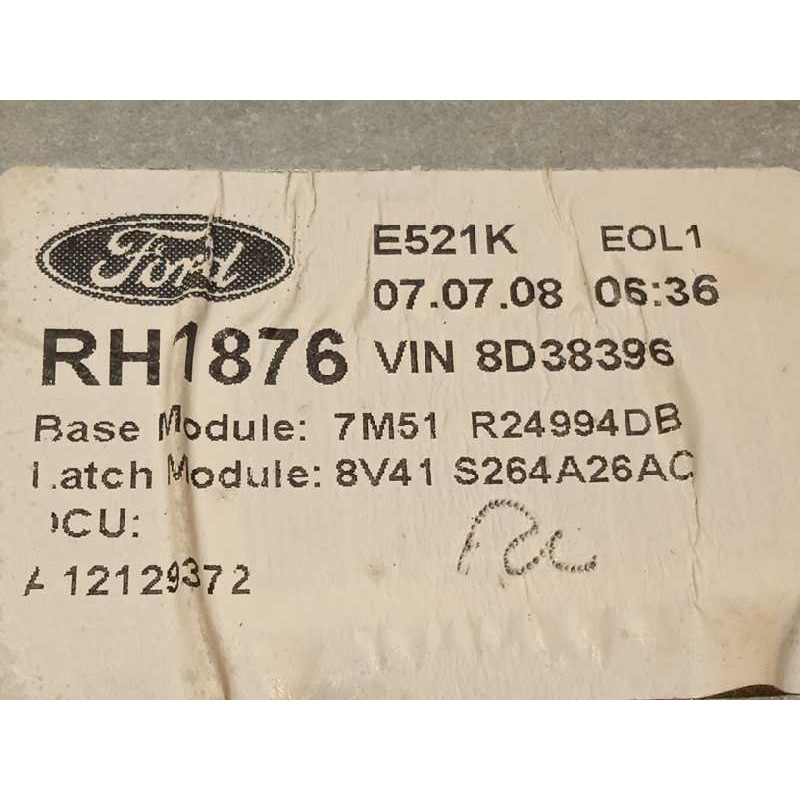 Ford
E521K EOL1
07.07.08 06:36
RH1876 VIN 8D38396
Base Module: 7M51 R24994DB
Latch Module: 8V41 S264A26AC
DCU:
A 12129372